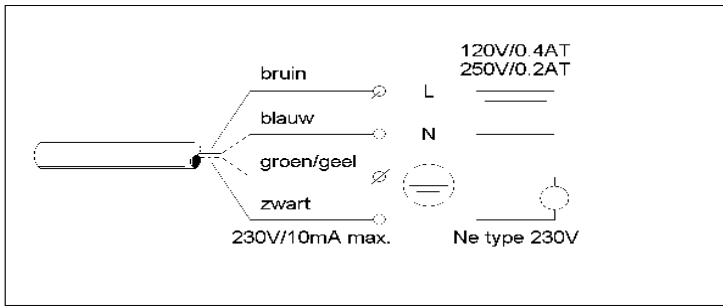 120V/0.4AT
250V/0.2AT
bruin
L
blauw
N
groen/geel
zwart
230V/10mA max.
Ne type 230V